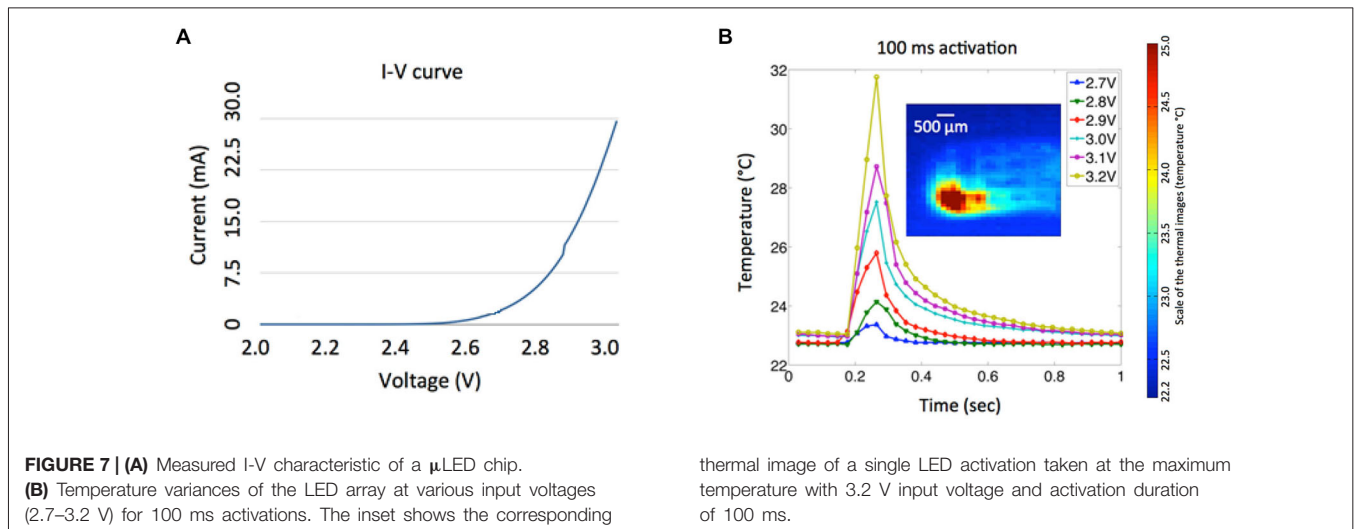 A
I-V curve
Current (mA)
30.0
22.5
15.0
7.5
0
2.0 2.2 2.4 2.6 2.8 3.0
Voltage (V)
B
100 ms activation
Temperature (°C)
32
30
28
26
24
22
0 0.2 0.4 0.6 0.8 1
Time (sec)
500 µm
2.7V
2.8V
2.9V
3.0V
3.1V
3.2V
25.0
24.5
24.0
23.5
23.0
22.5
22.2
Scale of the thermal images (temperature °C)
FIGURE 7 | (A) Measured I-V characteristic of a µLED chip.
(B) Temperature variances of the LED array at various input voltages
(2.7–3.2 V) for 100 ms activations. The inset shows the corresponding
thermal image of a single LED activation taken at the maximum
temperature with 3.2 V input voltage and activation duration
of 100 ms.